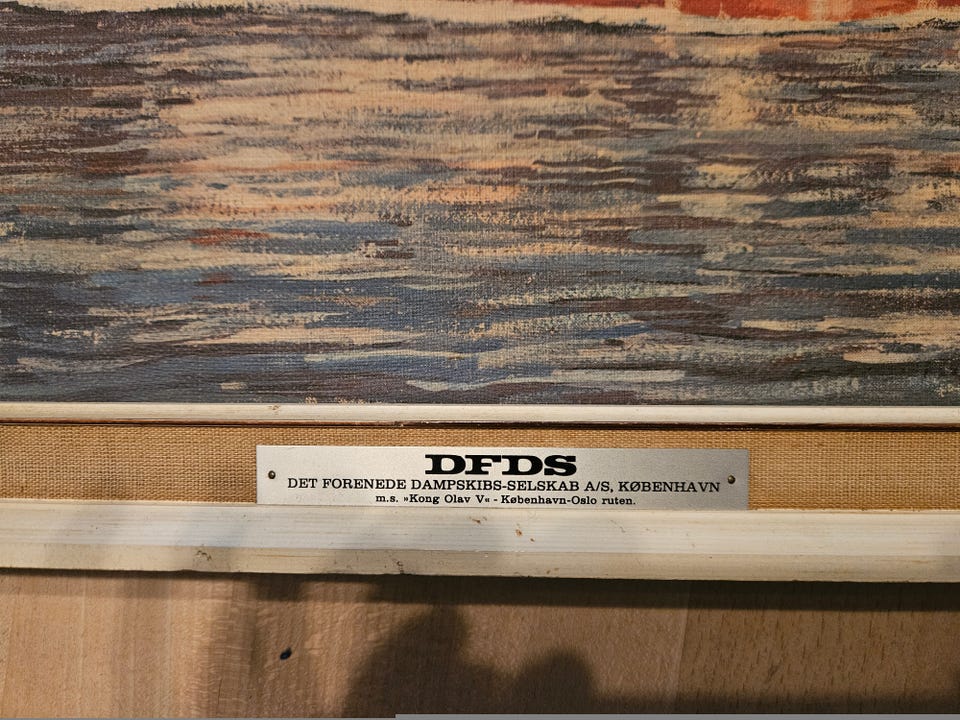 DFDS
DET FORENEDE DAMPSKIBS-SELSKAB A/S, KØBENHAVN
m.s. »Kong Olav V« - København-Oslo ruten.